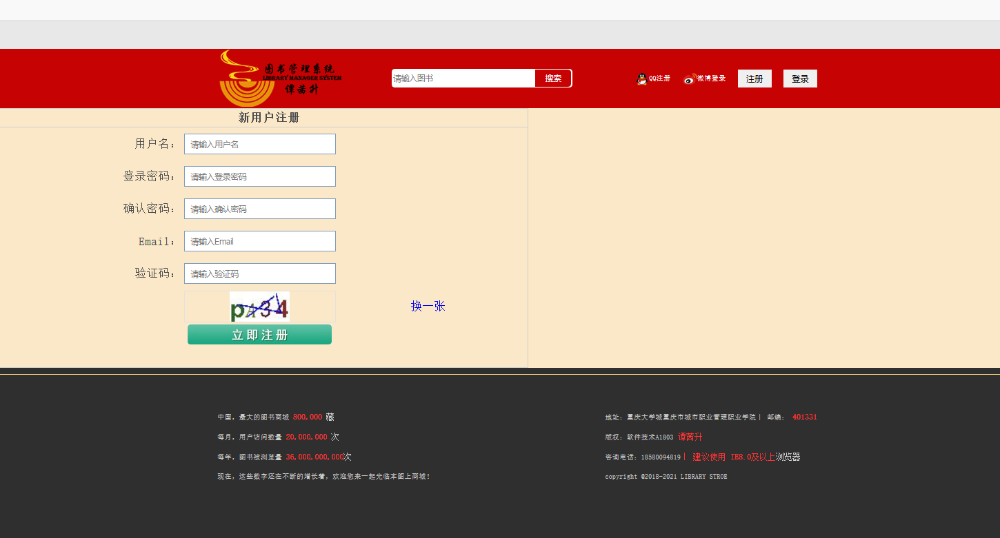 图书管理系统
LIBRARY MANAGER SYSTEM
谭茜升
请输入图书 搜索
QQ注册 微博登录 注册 登录
新用户注册
用户名： 请输入用户名
登录密码： 请输入登录密码
确认密码： 请输入确认密码
Email： 请输入Email
验证码： 请输入验证码
pA34 换一张
立即注册
中国，最大的图书商城 800,000 藏
每月，用户访问数量 20,000,000 次
每年，图书被浏览量 36,000,000,000次
现在，这些数字还在不断的增长着，欢迎您来一起光临本图上商城！
地址：重庆大学城重庆市城市职业管理职业学院| 邮编： 401331
版权：软件技术A1803 谭茜升
咨询电话：18580094819| 建议使用 IE8.0及以上浏览器
copyright ©2018-2021 LIBRARY STROE